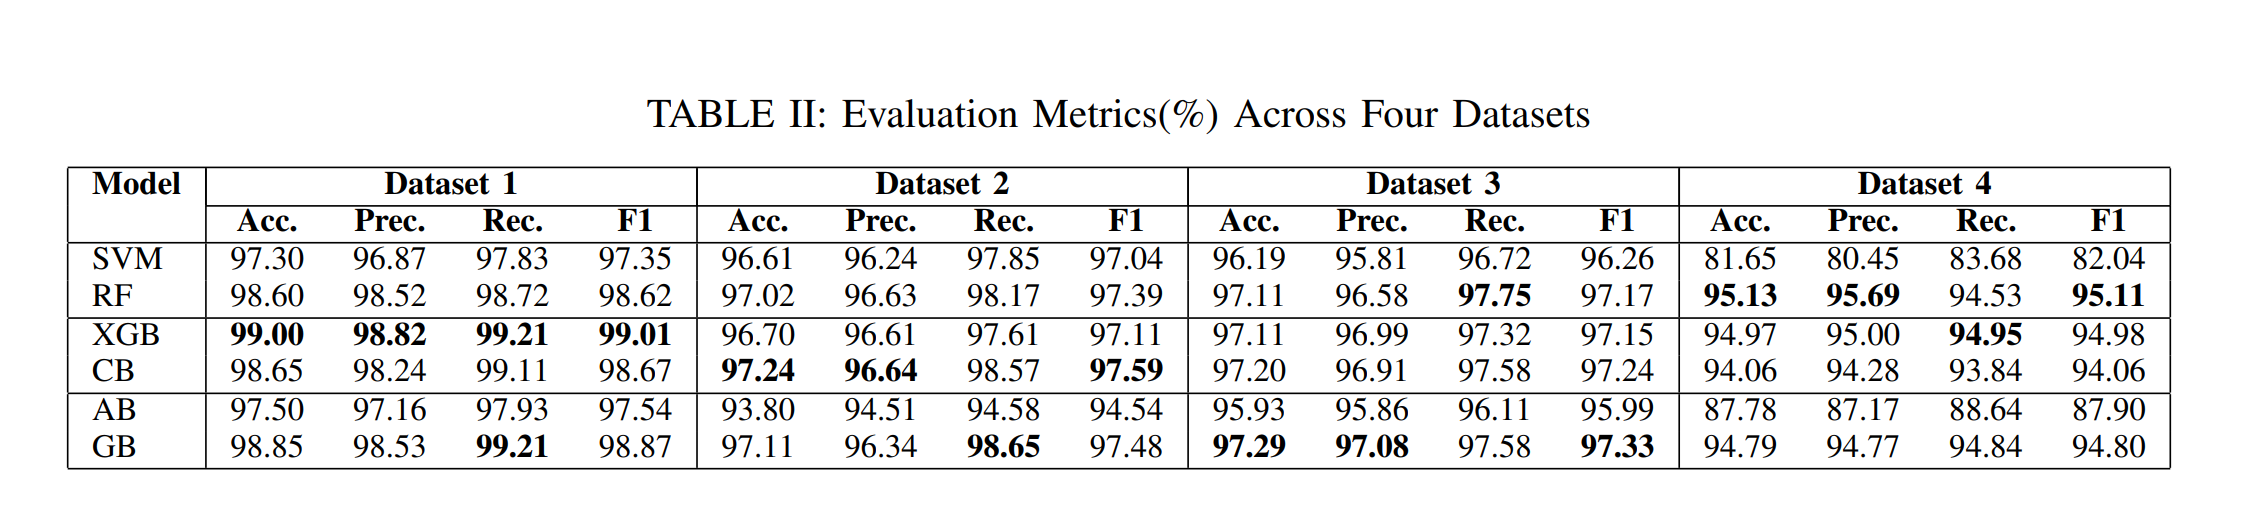 TABLE II: Evaluation Metrics(%) Across Four Datasets
Model Dataset 1 Dataset 2 Dataset 3 Dataset 4
Acc. Prec. Rec. F1 Acc. Prec. Rec. F1 Acc. Prec. Rec. F1 Acc. Prec. Rec. F1
SVM 97.30 96.87 97.83 97.35 96.61 96.24 97.85 97.04 96.19 95.81 96.72 96.26 81.65 80.45 83.68 82.04
RF 98.60 98.52 98.72 98.62 97.02 96.63 98.17 97.39 97.11 96.58 97.75 97.17 95.13 95.69 94.53 95.11
XGB 99.00 98.82 99.21 99.01 96.70 96.61 97.61 97.11 97.11 96.99 97.32 97.15 94.97 95.00 94.95 94.98
CB 98.65 98.24 99.11 98.67 97.24 96.64 98.57 97.59 97.20 96.91 97.58 97.24 94.06 94.28 93.84 94.06
AB 97.50 97.16 97.93 97.54 93.80 94.51 94.58 94.54 95.93 95.86 96.11 95.99 87.78 87.17 88.64 87.90
GB 98.85 98.53 99.21 98.87 97.11 96.34 98.65 97.48 97.29 97.08 97.58 97.33 94.79 94.77 94.84 94.80